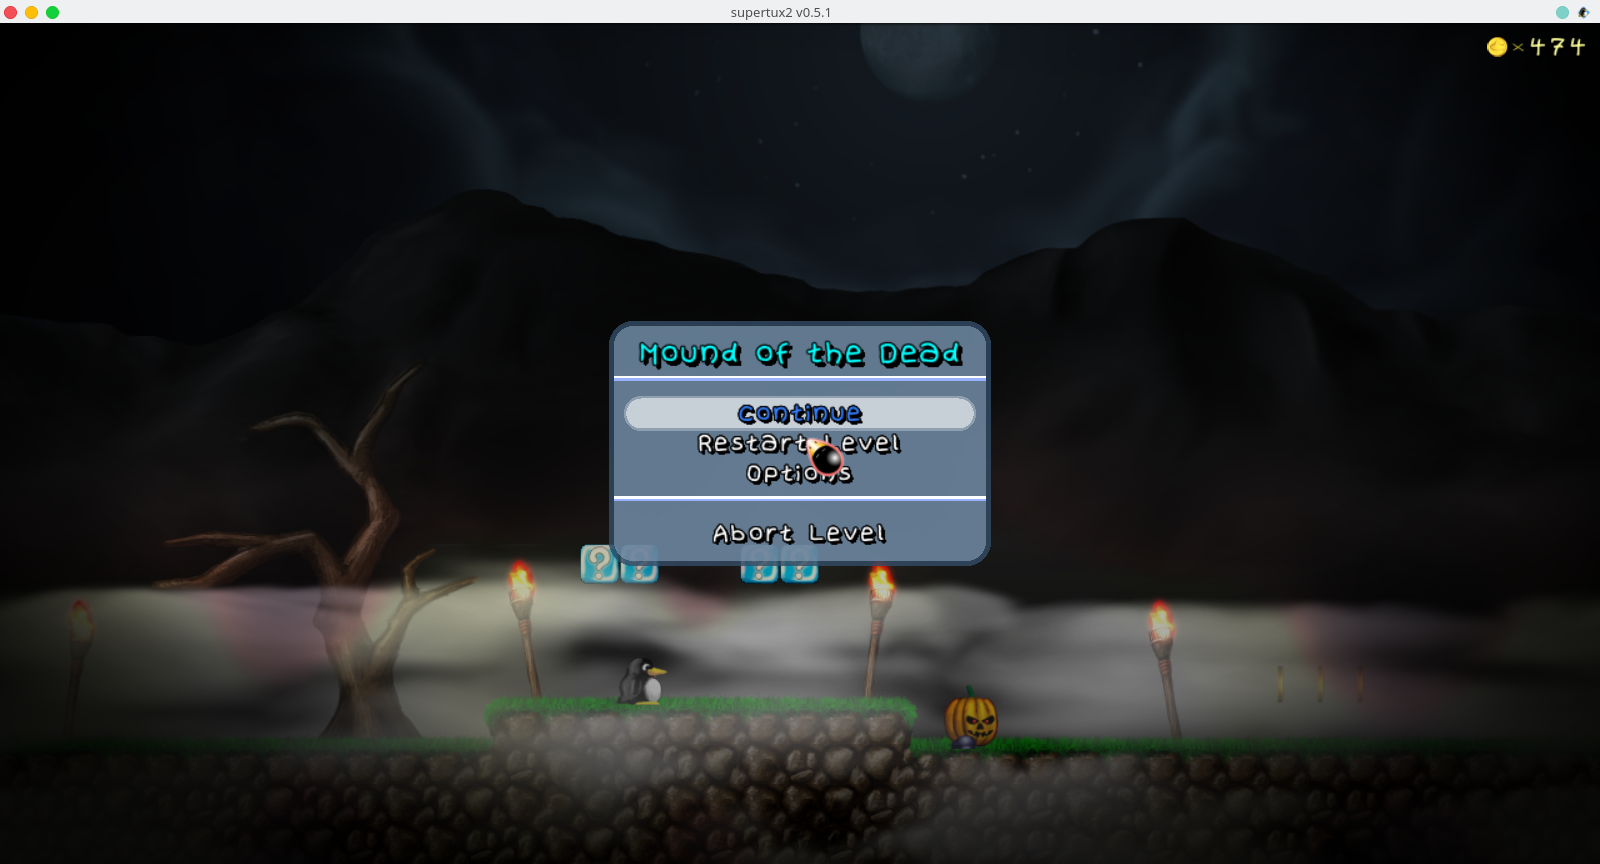 supertux2 v0.5.1
×474
Mound of the Dead
Continue
Restart Level
Options
Abort Level
? ? ? ?